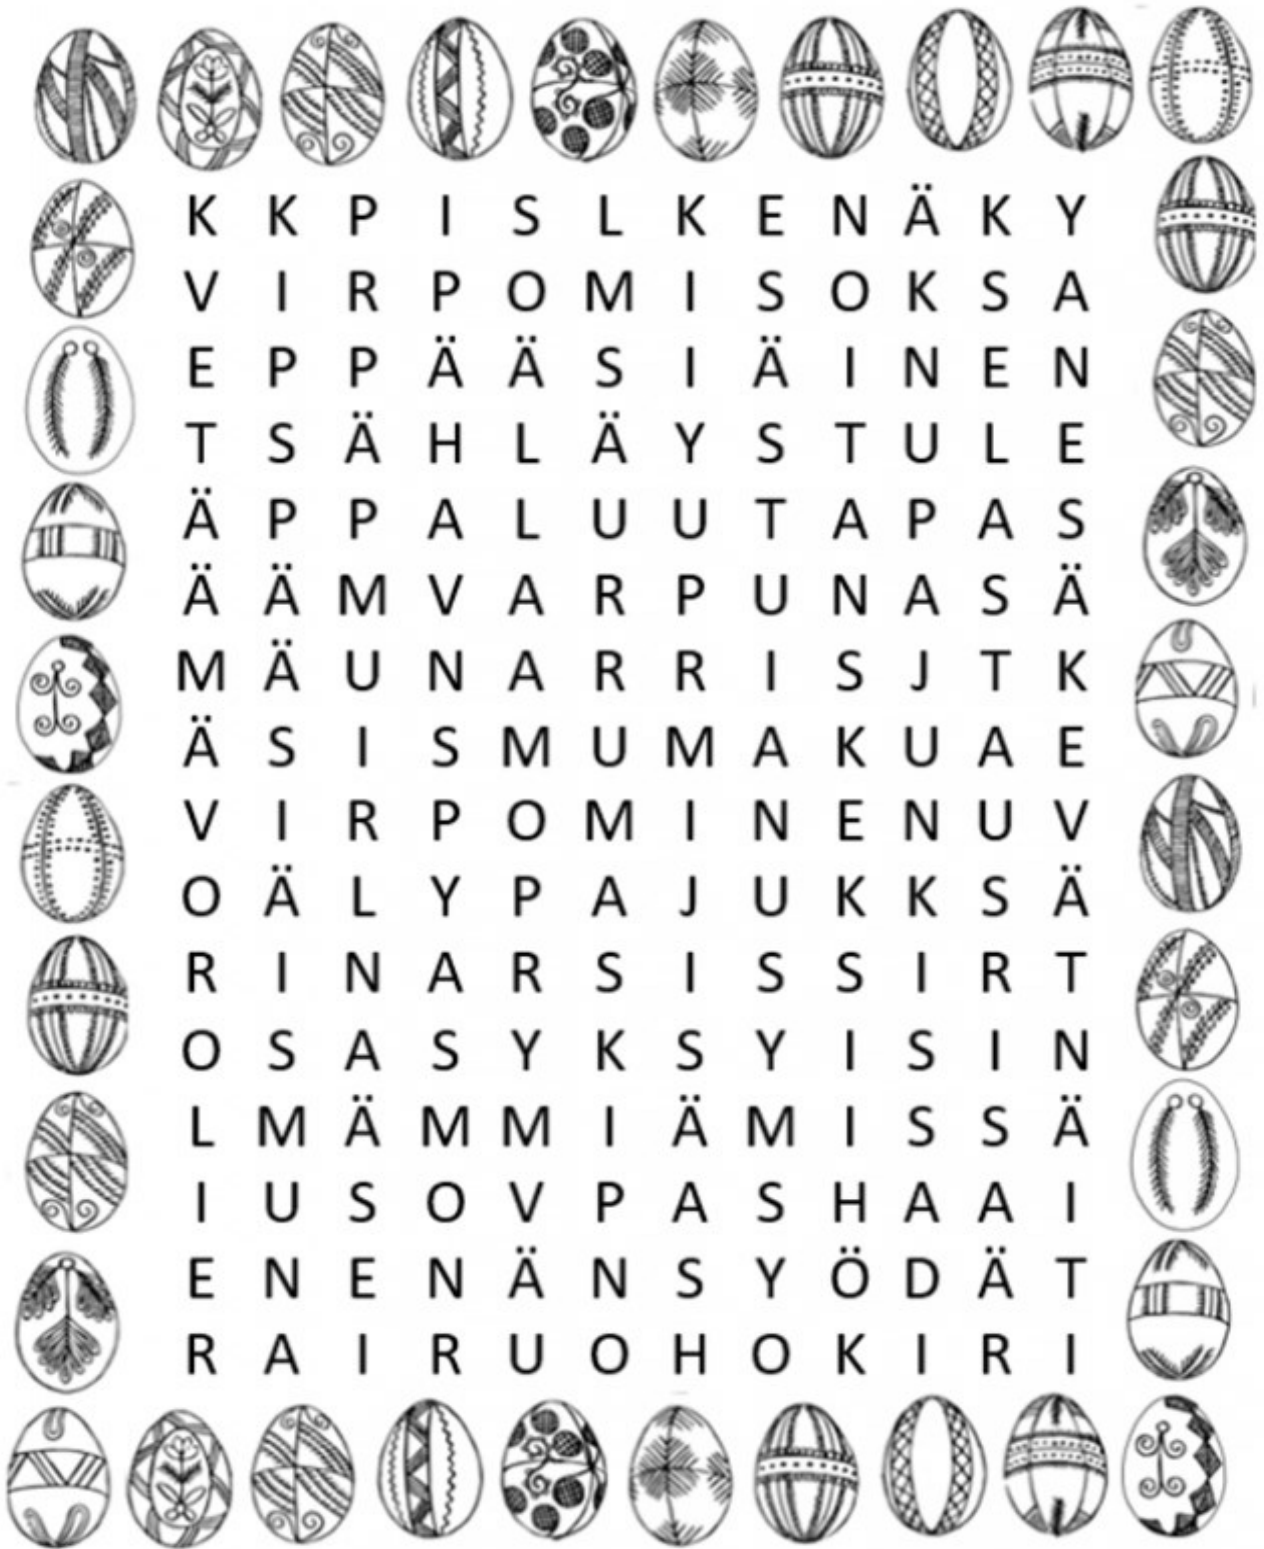 K K P I S L K E N Ä K Y
V I R P O M I S O K S A
E P P Ä Ä S I Ä I N E N
T S Ä H L Ä Y S T U L E
Ä P P A L U U T A P A S
Ä Ä M V A R P U N A S Ä
M Ä U N A R R I S J T K
Ä S I S M U M A K U A E
V I R P O M I N E N U V
O Ä L Y P A J U K K S Ä
R I N A R S I S S I R T
O S A S Y K S Y I S I N
L M Ä M M I Ä M I S S Ä
I U S O V P A S H A A I
E N E N Ä N S Y Ö D Ä T
R A I R U O H O K I R I